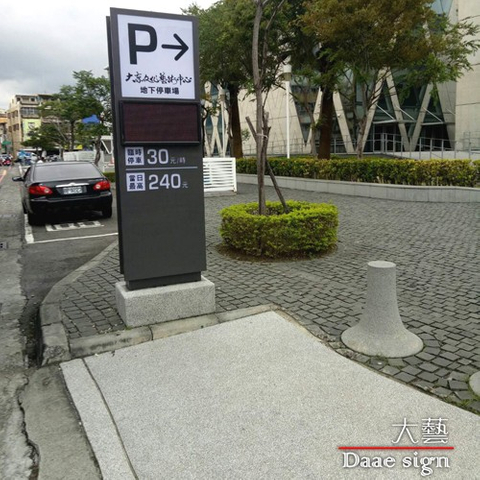 P→
大東文化藝術中心
地下停車場
臨時
停車 30 元/時
當日
最高 240 元
大藝
Daae sign